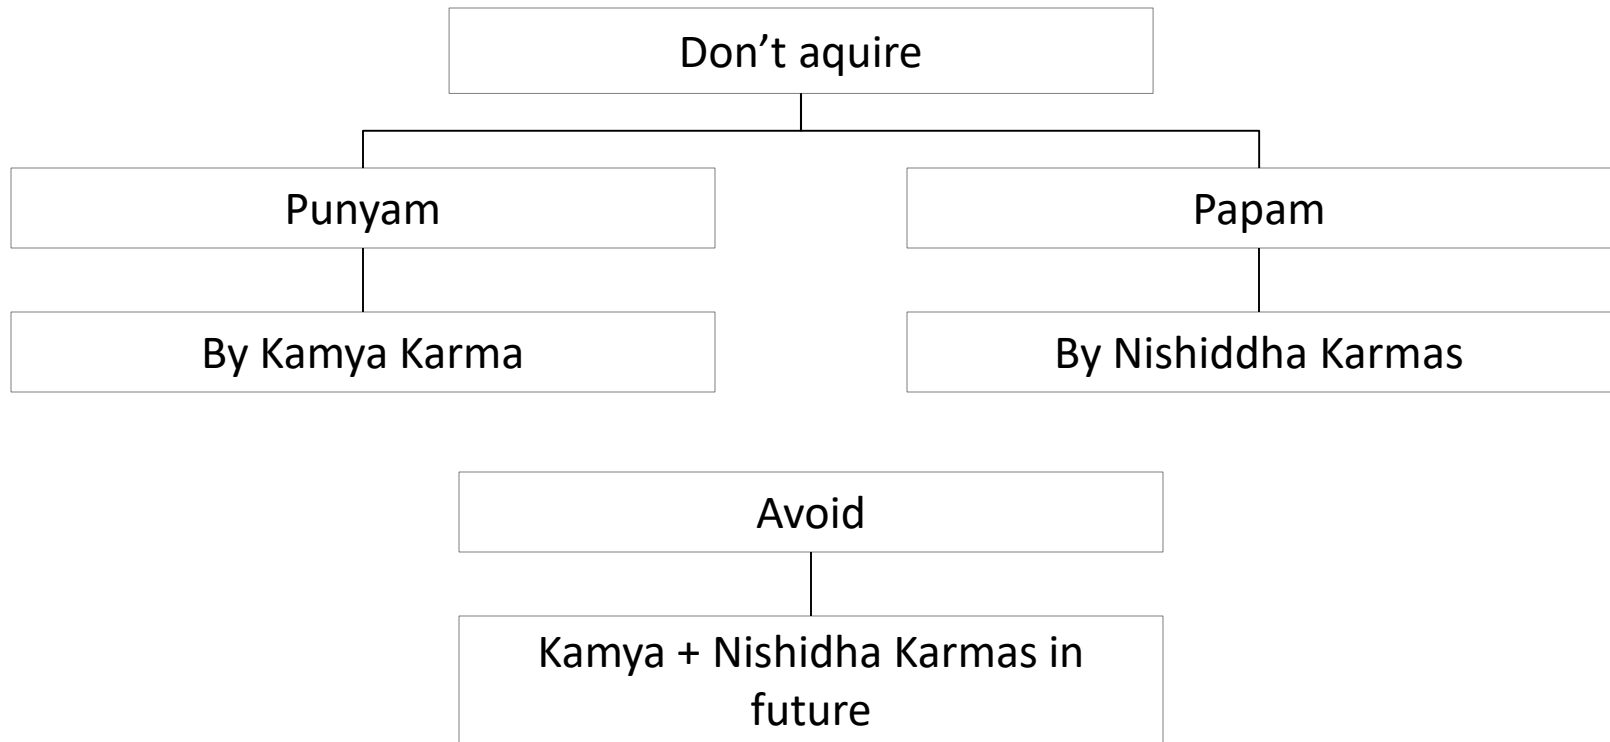 Don’t aquire
Punyam
Papam
By Kamya Karma
By Nishiddha Karmas
Avoid
Kamya + Nishidha Karmas in
future